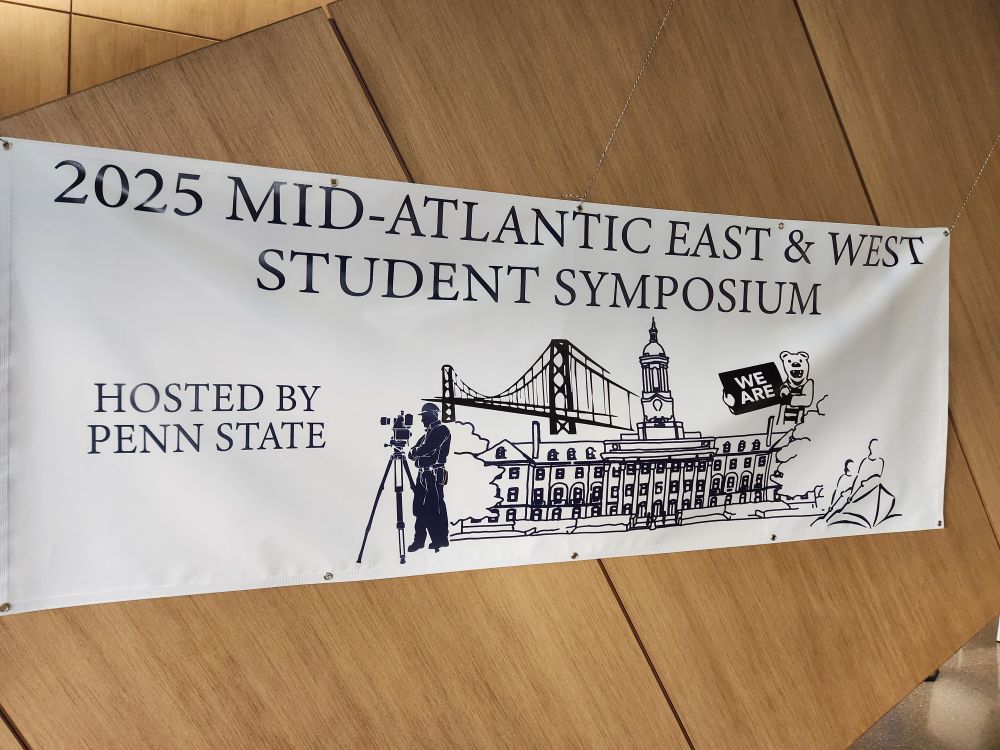 2025 MID-ATLANTIC EAST & WEST
STUDENT SYMPOSIUM
HOSTED BY
PENN STATE
WE
ARE